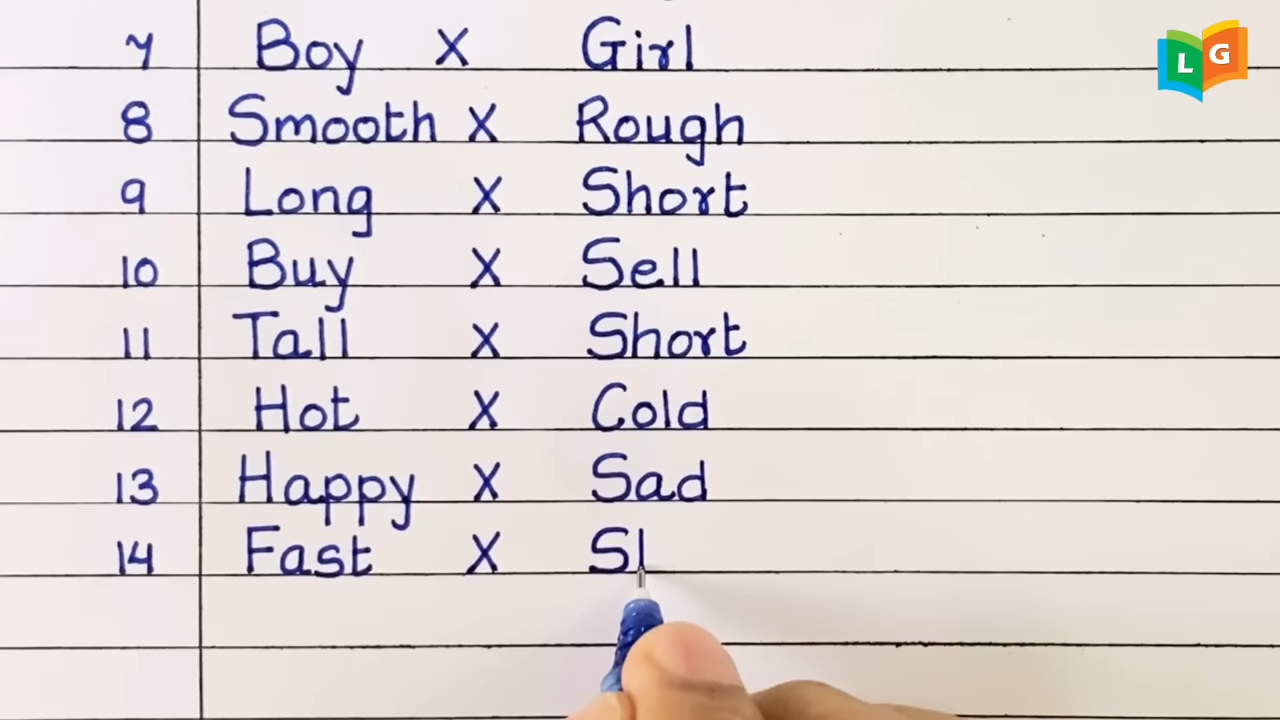 7 Boy X Girl
8 Smooth X Rough
9 Long X Short
10 Buy X Sell
11 Tall X Short
12 Hot X Cold
13 Happy X Sad
14 Fast X Sl
L G